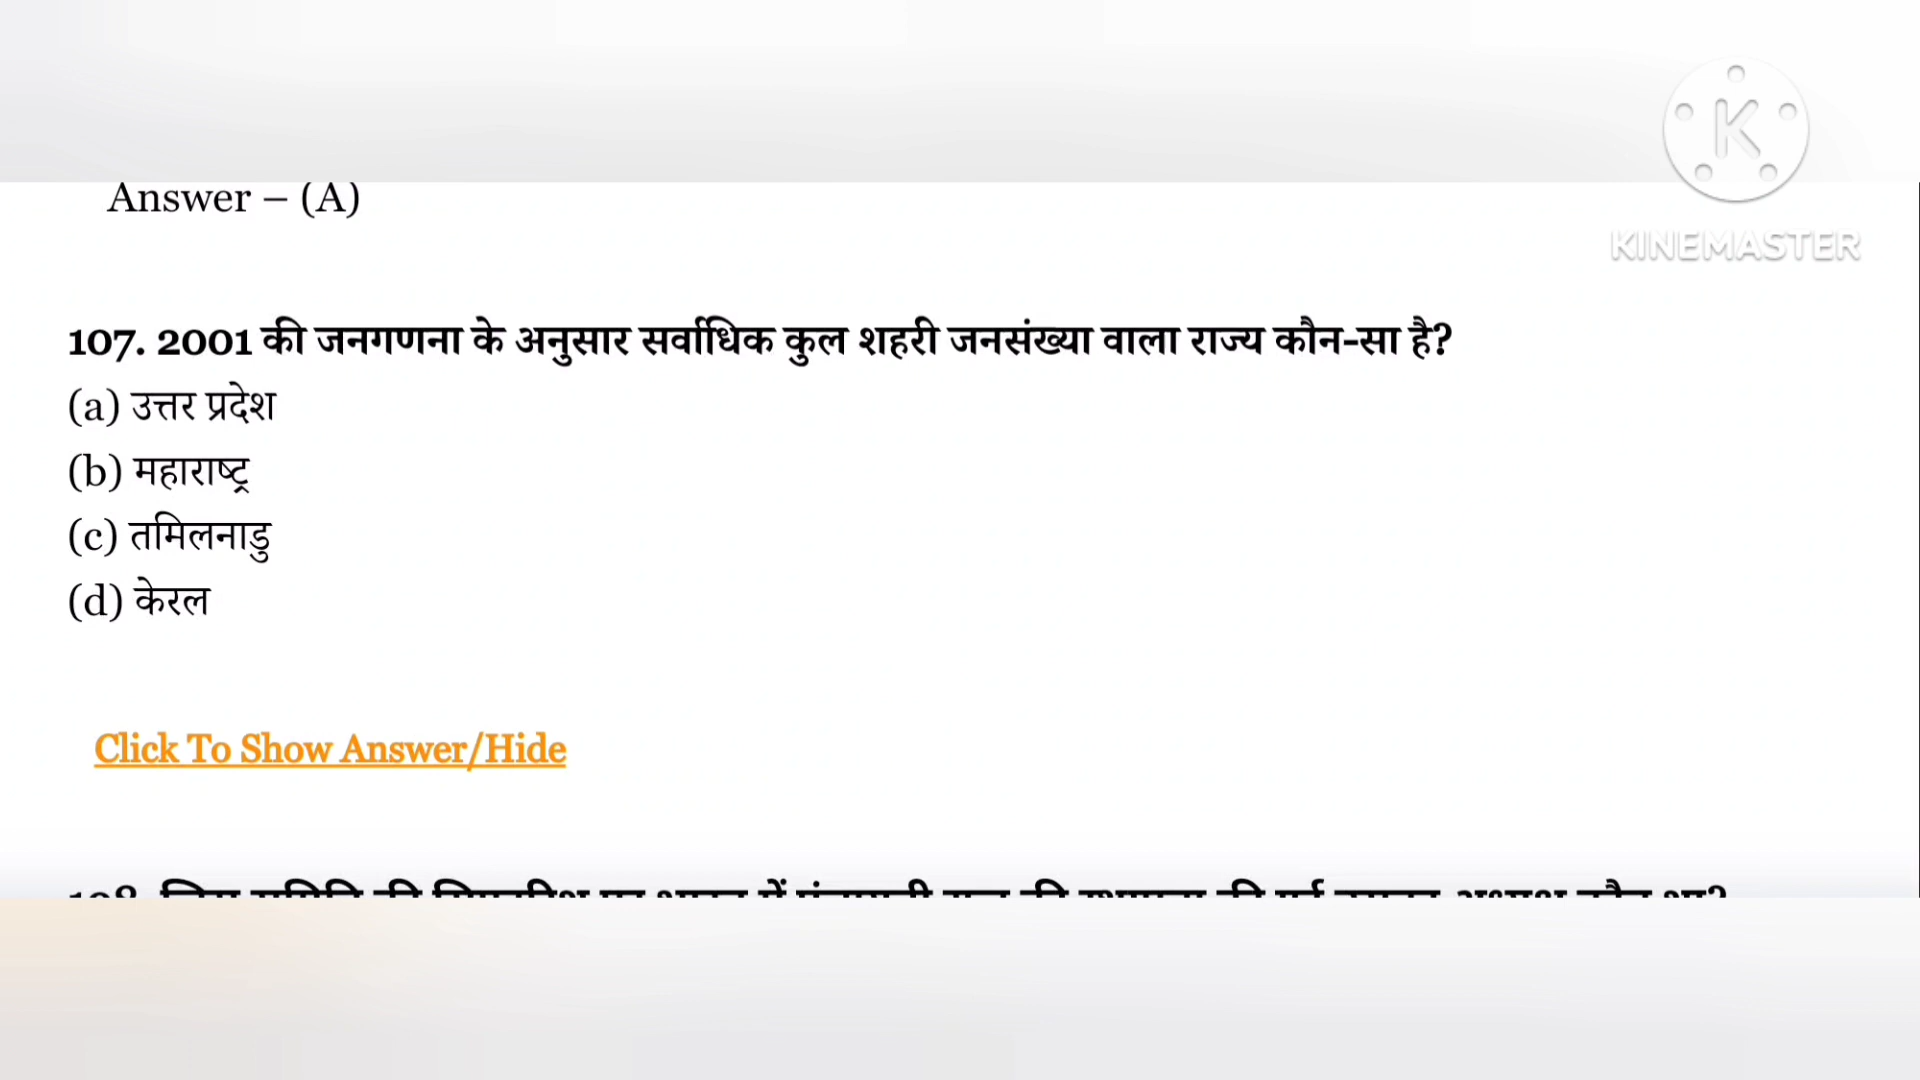 Answer – (A)
K
KINEMASTER
107. 2001 की जनगणना के अनुसार सर्वाधिक कुल शहरी जनसंख्या वाला राज्य कौन-सा है?
(a) उत्तर प्रदेश
(b) महाराष्ट्र
(c) तमिलनाडु
(d) केरल
Click To Show Answer/Hide